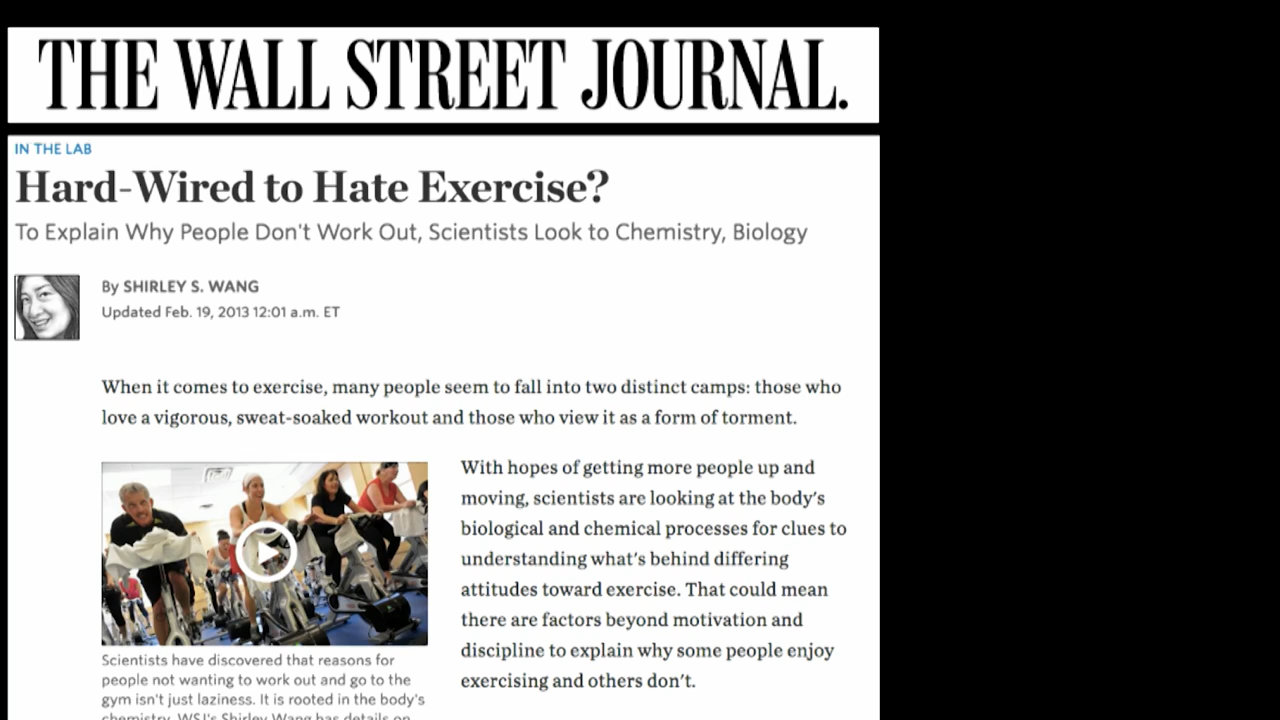 THE WALL STREET JOURNAL.
IN THE LAB
Hard-Wired to Hate Exercise?
To Explain Why People Don't Work Out, Scientists Look to Chemistry, Biology
By SHIRLEY S. WANG
Updated Feb. 19, 2013 12:01 a.m. ET
When it comes to exercise, many people seem to fall into two distinct camps: those who
love a vigorous, sweat-soaked workout and those who view it as a form of torment.
With hopes of getting more people up and
moving, scientists are looking at the body's
biological and chemical processes for clues to
understanding what's behind differing
attitudes toward exercise. That could mean
there are factors beyond motivation and
discipline to explain why some people enjoy
exercising and others don't.
Scientists have discovered that reasons for
people not wanting to work out and go to the
gym isn't just laziness. It is rooted in the body's
chemistry. WSJ's Shirley Wang has details on